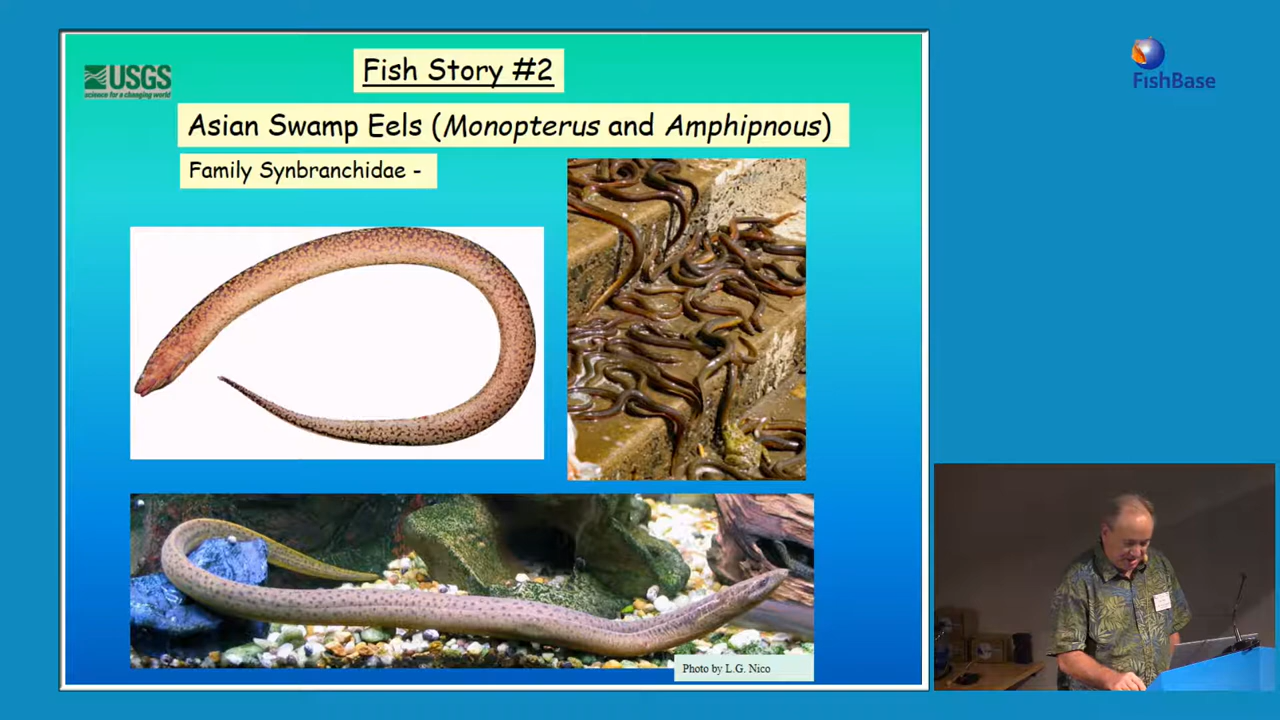 Fish Story #2
USGS
science for a changing world
FishBase
Asian Swamp Eels (Monopterus and Amphipnous)
Family Synbranchidae -
Photo by L.G. Nico